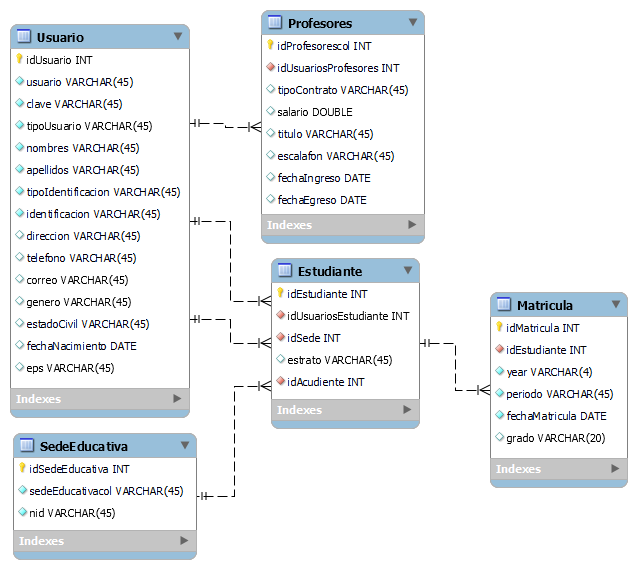 Usuario
idUsuario INT
usuario VARCHAR(45)
clave VARCHAR(45)
tipoUsuario VARCHAR(45)
nombres VARCHAR(45)
apellidos VARCHAR(45)
tipoIdentificacion VARCHAR(45)
identificacion VARCHAR(45)
direccion VARCHAR(45)
telefono VARCHAR(45)
correo VARCHAR(45)
genero VARCHAR(45)
estadoCivil VARCHAR(45)
fechaNacimiento DATE
eps VARCHAR(45)
Indexes
Profesores
idProfesorescol INT
idUsuariosProfesores INT
tipoContrato VARCHAR(45)
salario DOUBLE
titulo VARCHAR(45)
escalafon VARCHAR(45)
fechaIngreso DATE
fechaEgreso DATE
Indexes
Estudiante
idEstudiante INT
idUsuariosEstudiante INT
idSede INT
estrato VARCHAR(45)
idAcudiente INT
Indexes
Matricula
idMatricula INT
idEstudiante INT
year VARCHAR(4)
periodo VARCHAR(45)
fechaMatricula DATE
grado VARCHAR(20)
Indexes
SedeEducativa
idSedeEducativa INT
sedeEducativacol VARCHAR(45)
nid VARCHAR(45)
Indexes